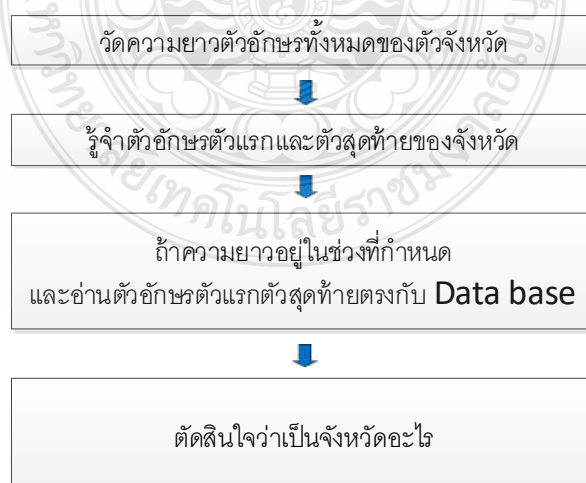 วัดความยาวตัวอักษรทั้งหมดของตัวจังหวัด
รู้จำตัวอักษรตัวแรกและตัวสุดท้ายของจังหวัด
ถ้าความยาวอยู่ในช่วงที่กำหนด
และอ่านตัวอักษรตัวแรกตัวสุดท้ายตรงกับ Data base
ตัดสินใจว่าเป็นจังหวัดอะไร